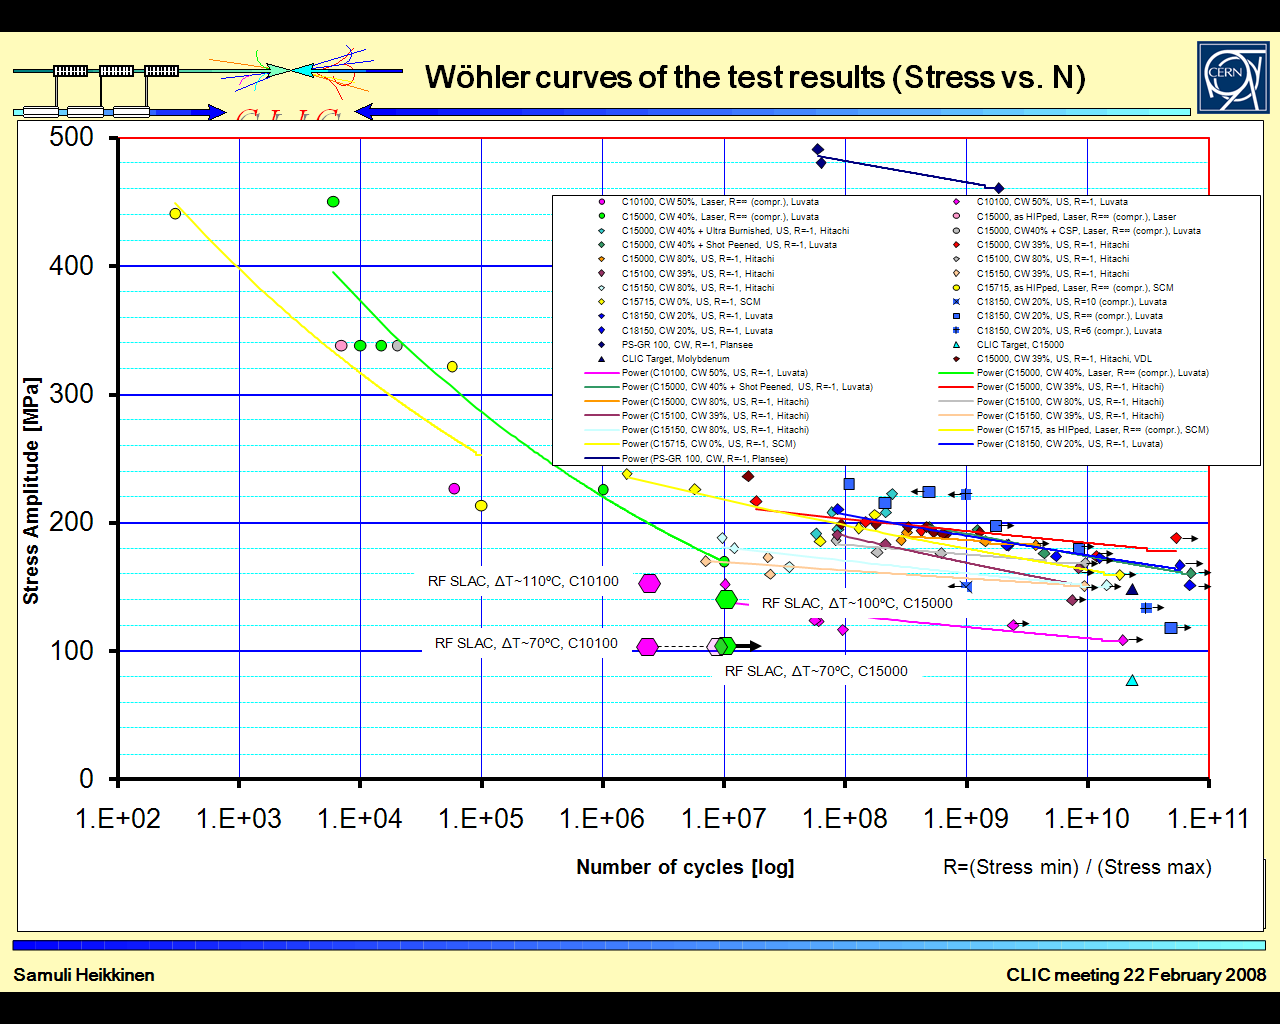 Wöhler curves of the test results (Stress vs. N)
CERN
CLIC
500
400
300
200
100
0
Stress Amplitude [MPa]
C10100, CW 50%, Laser, R=∞ (compr.), Luvata
C10100, CW 50%, US, R=-1, Luvata
C15000, CW 40%, Laser, R=∞ (compr.), Luvata
C15000, as HIPped, Laser, R=∞ (compr.), Laser
C15000, CW 40% + Ultra Burnished, US, R=-1, Hitachi
C15000, CW40% + CSP, Laser, R=∞ (compr.), Luvata
C15000, CW 40% + Shot Peened, US, R=-1, Luvata
C15000, CW 39%, US, R=-1, Hitachi
C15000, CW 80%, US, R=-1, Hitachi
C15100, CW 80%, US, R=-1, Hitachi
C15100, CW 39%, US, R=-1, Hitachi
C15150, CW 39%, US, R=-1, Hitachi
C15150, CW 80%, US, R=-1, Hitachi
C15715, as HIPped, Laser, R=∞ (compr.), SCM
C15715, CW 0%, US, R=-1, SCM
C18150, CW 20%, US, R=10 (compr.), Luvata
C18150, CW 20%, US, R=-1, Luvata
C18150, CW 20%, US, R=∞ (compr.), Luvata
C18150, CW 20%, US, R=-1, Luvata
C18150, CW 20%, US, R=6 (compr.), Luvata
PS-GR 100, CW, R=-1, Plansee
CLIC Target, C15000
CLIC Target, Molybdenum
C15000, CW 39%, US, R=-1, Hitachi, VDL
Power (C10100, CW 50%, US, R=-1, Luvata)
Power (C15000, CW 40%, Laser, R=∞ (compr.), Luvata)
Power (C15000, CW 40% + Shot Peened, US, R=-1, Luvata)
Power (C15000, CW 39%, US, R=-1, Hitachi)
Power (C15000, CW 80%, US, R=-1, Hitachi)
Power (C15100, CW 80%, US, R=-1, Hitachi)
Power (C15100, CW 39%, US, R=-1, Hitachi)
Power (C15150, CW 39%, US, R=-1, Hitachi)
Power (C15150, CW 80%, US, R=-1, Hitachi)
Power (C15715, as HIPped, Laser, R=∞ (compr.), SCM)
Power (C15715, CW 0%, US, R=-1, SCM)
Power (C18150, CW 20%, US, R=-1, Luvata)
Power (PS-GR 100, CW, R=-1, Plansee)
RF SLAC, ΔT~110ºC, C10100
RF SLAC, ΔT~100ºC, C15000
RF SLAC, ΔT~70ºC, C10100
RF SLAC, ΔT~70ºC, C15000
1.E+02 1.E+03 1.E+04 1.E+05 1.E+06 1.E+07 1.E+08 1.E+09 1.E+10 1.E+11
Number of cycles [log]
R=(Stress min) / (Stress max)
Samuli Heikkinen
CLIC meeting 22 February 2008